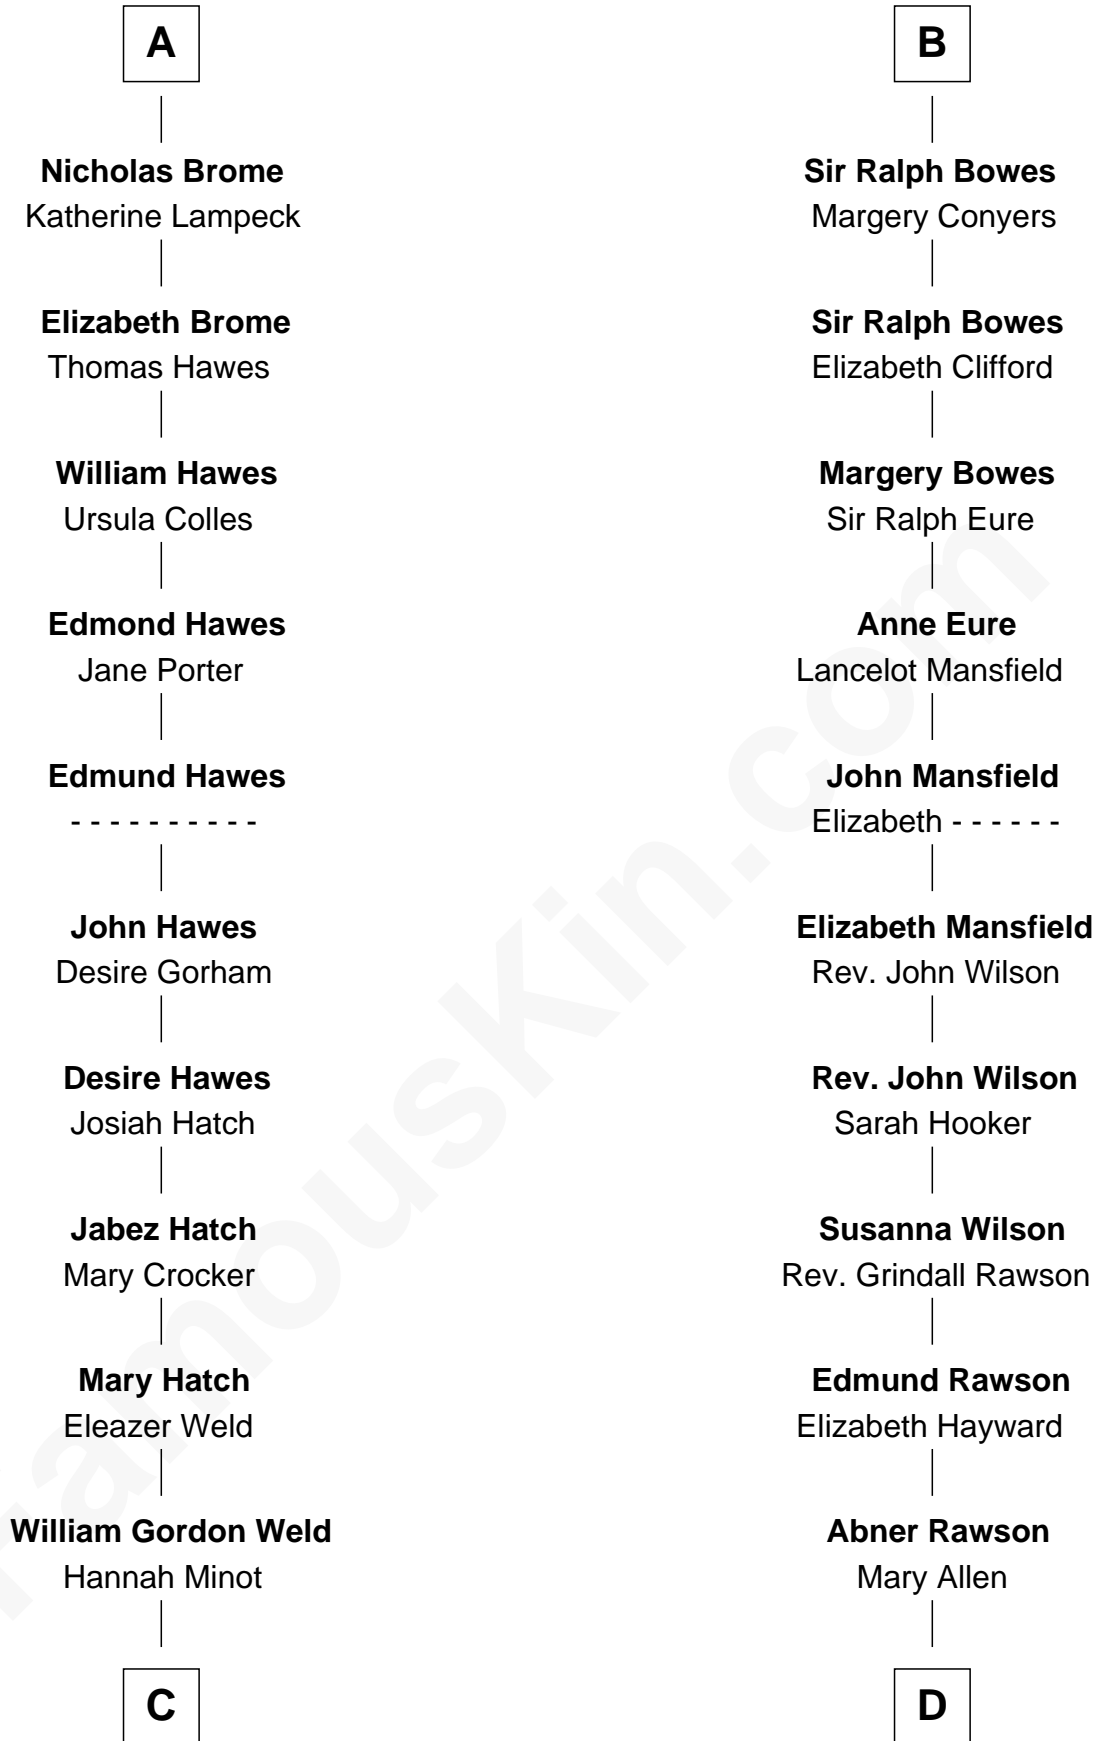 A
Nicholas Brome
Katherine Lampeck
Elizabeth Brome
Thomas Hawes
William Hawes
Ursula Colles
Edmond Hawes
Jane Porter
Edmund Hawes
- - - - - - - - - -
John Hawes
Desire Gorham
Desire Hawes
Josiah Hatch
Jabez Hatch
Mary Crocker
Mary Hatch
Eleazer Weld
William Gordon Weld
Hannah Minot
C
B
Sir Ralph Bowes
Margery Conyers
Sir Ralph Bowes
Elizabeth Clifford
Margery Bowes
Sir Ralph Eure
Anne Eure
Lancelot Mansfield
John Mansfield
Elizabeth - - - - - -
Elizabeth Mansfield
Rev. John Wilson
Rev. John Wilson
Sarah Hooker
Susanna Wilson
Rev. Grindall Rawson
Edmund Rawson
Elizabeth Hayward
Abner Rawson
Mary Allen
D
FamousKin.com